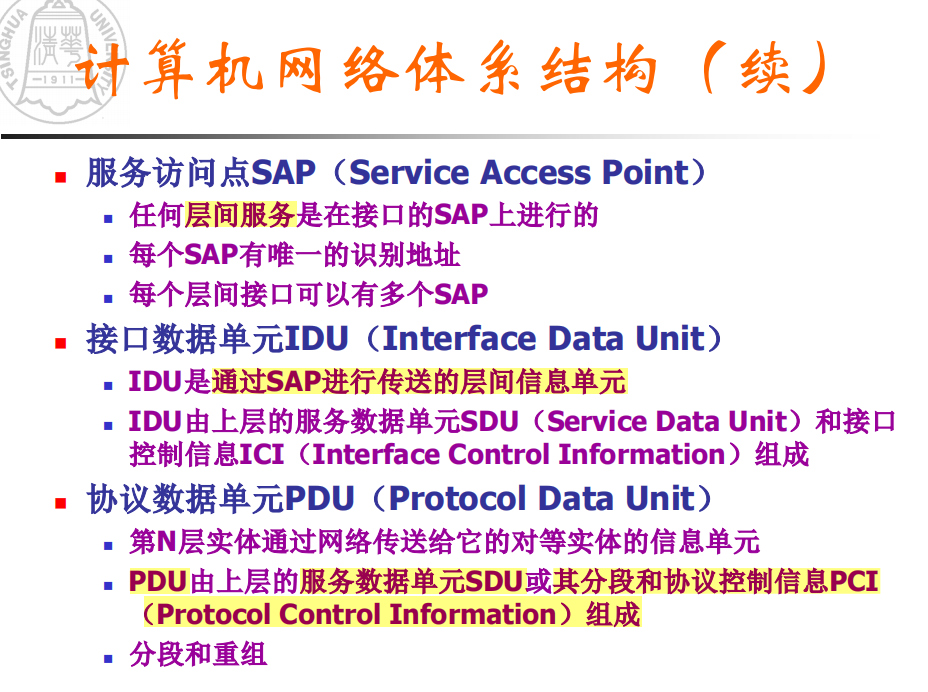 TSINGHUA UNIVERSITY
清華
1911
计算机网络体系结构（续）
服务访问点SAP（Service Access Point）
任何层间服务是在接口的SAP上进行的
每个SAP有唯一的识别地址
每个层间接口可以有多个SAP
接口数据单元IDU（Interface Data Unit）
IDU是通过SAP进行传送的层间信息单元
IDU由上层的服务数据单元SDU（Service Data Unit）和接口
控制信息ICI（Interface Control Information）组成
协议数据单元PDU（Protocol Data Unit）
第N层实体通过网络传送给它的对等实体的信息单元
PDU由上层的服务数据单元SDU或其分段和协议控制信息PCI
（Protocol Control Information）组成
分段和重组